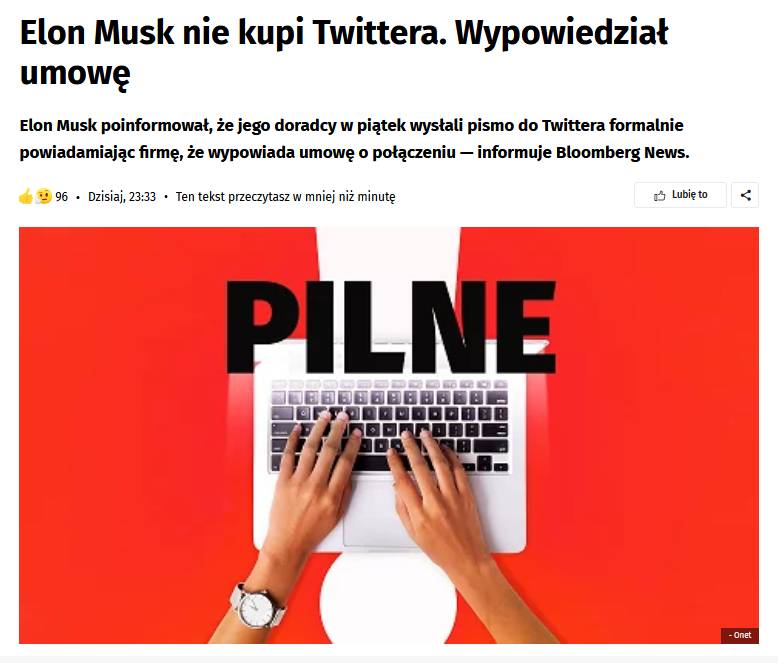 Elon Musk nie kupi Twittera. Wypowiedział
umowę
Elon Musk poinformował, że jego doradcy w piątek wysłali pismo do Twittera formalnie
powiadamiając firmę, że wypowiada umowę o połączeniu — informuje Bloomberg News.
96 • Dzisiaj, 23:33 • Ten tekst przeczytasz w mniej niż minutę
Lubię to
PILNE
- Onet